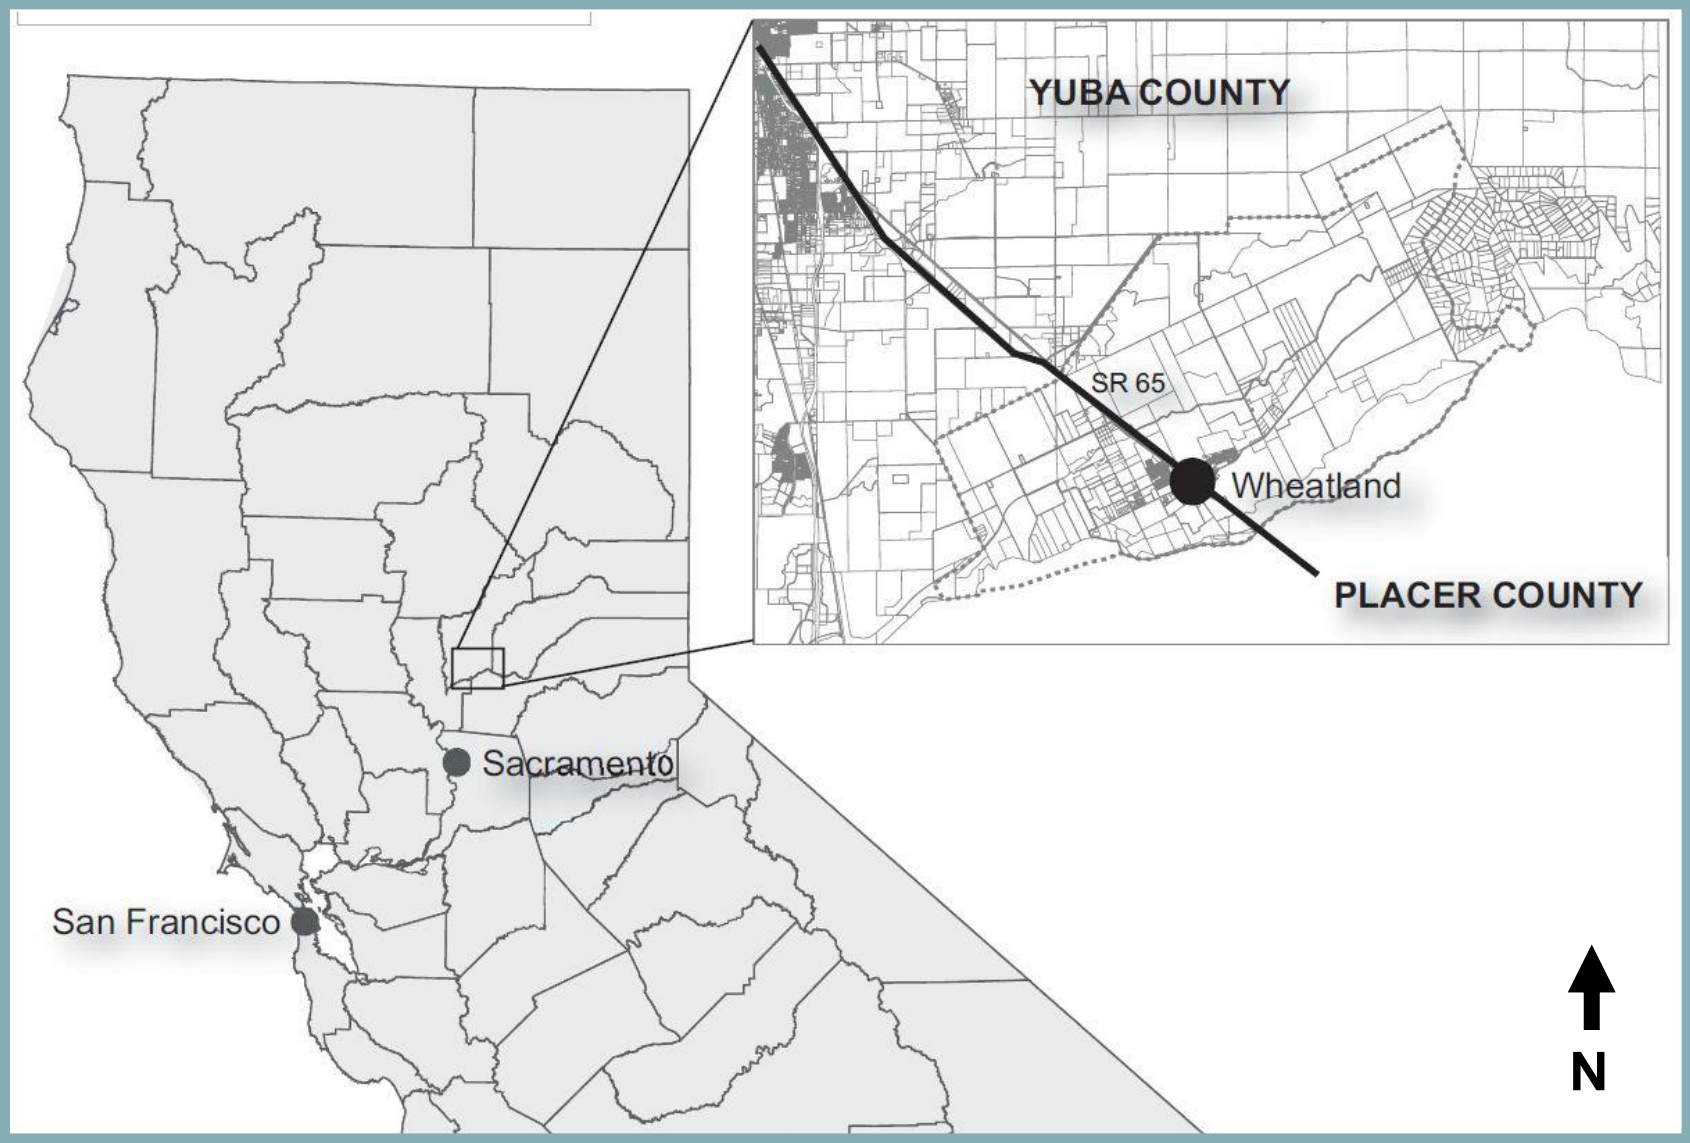 YUBA COUNTY
SR 65
Wheatland
PLACER COUNTY
Sacramento
San Francisco
N